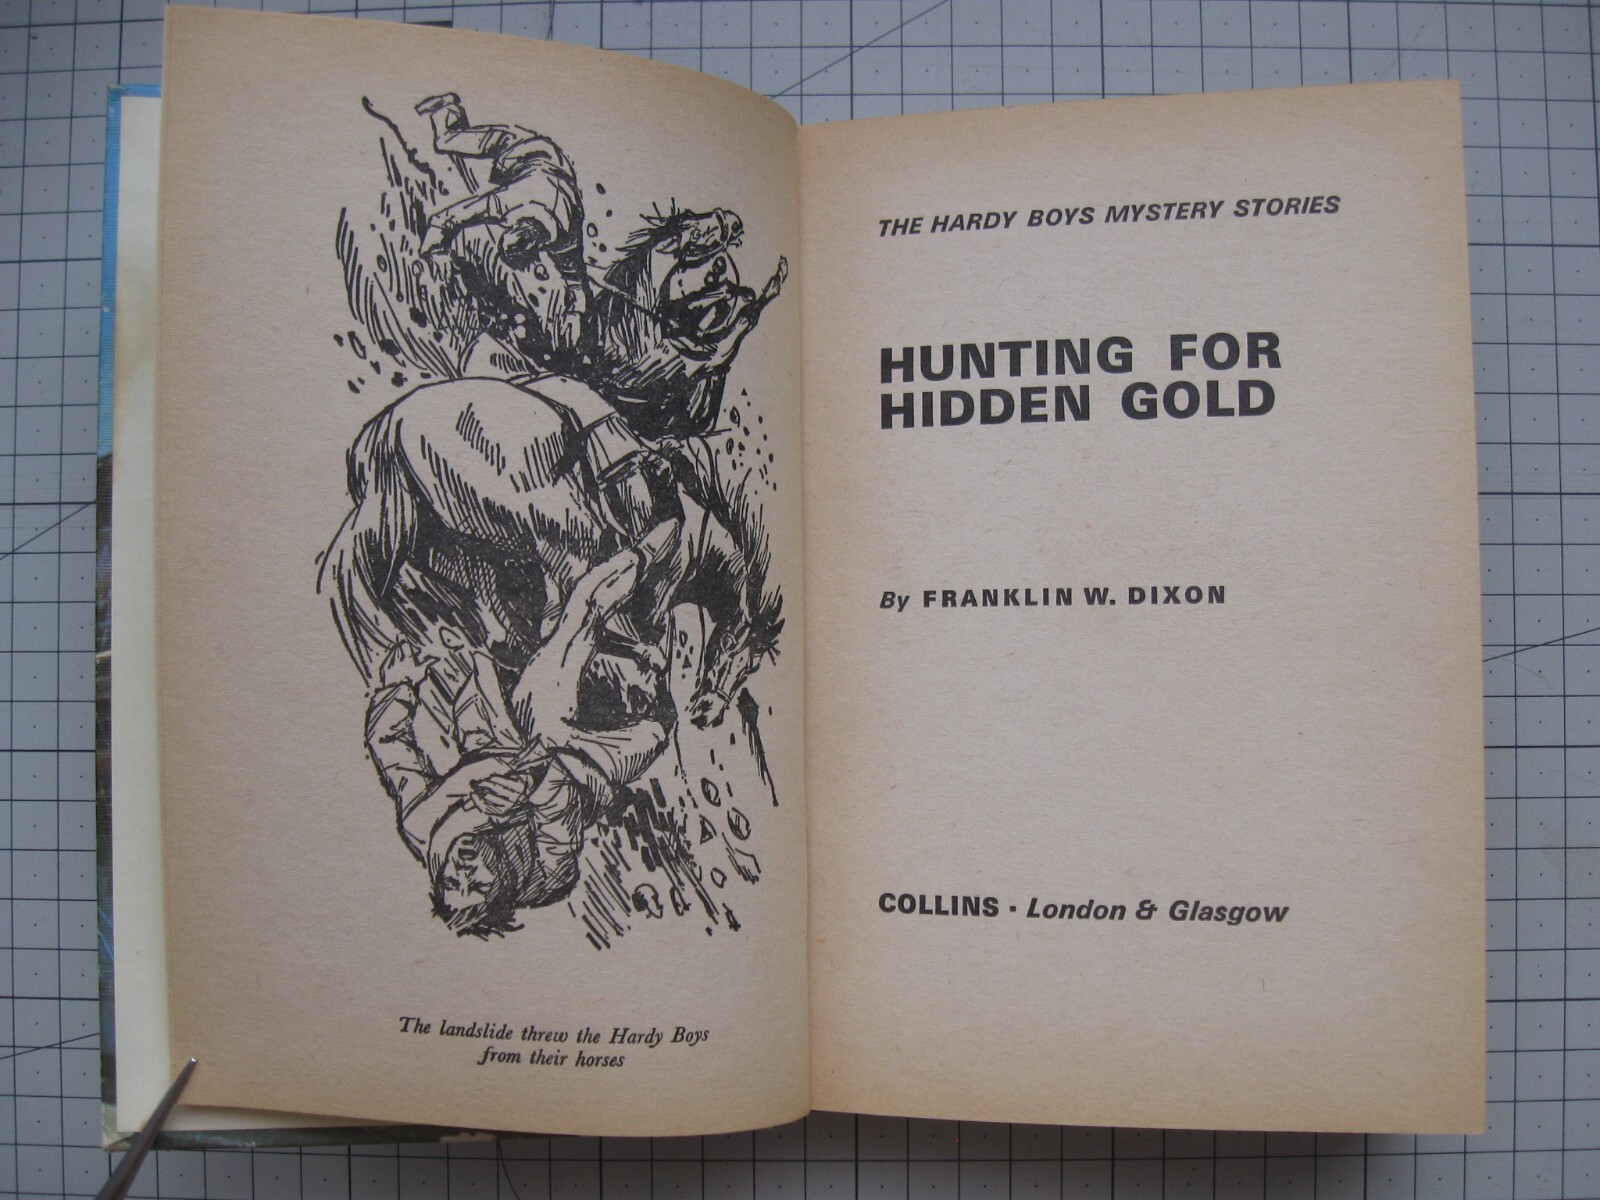 The landslide threw the Hardy Boys
from their horses
THE HARDY BOYS MYSTERY STORIES
HUNTING FOR
HIDDEN GOLD
By FRANKLIN W. DIXON
COLLINS · London & Glasgow